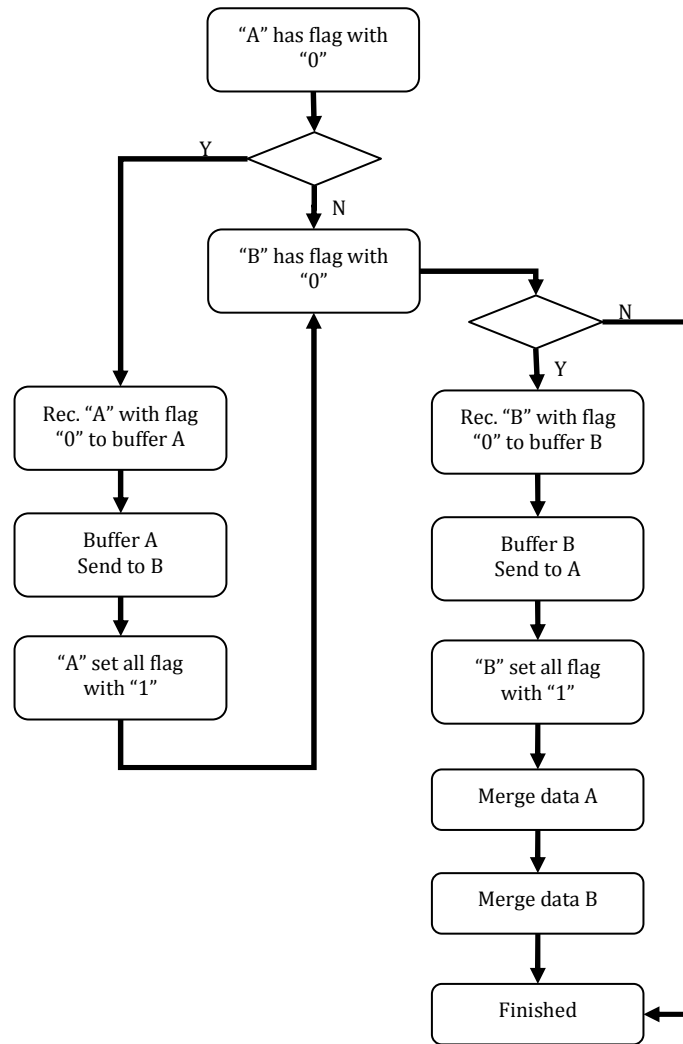 “A” has flag with
“0”
Y
N
“B” has flag with
“0”
N
Y
Rec. “A” with flag
“0” to buffer A
Rec. “B” with flag
“0” to buffer B
Buffer A
Send to B
Buffer B
Send to A
“A” set all flag
with “1”
“B” set all flag
with “1”
Merge data A
Merge data B
Finished